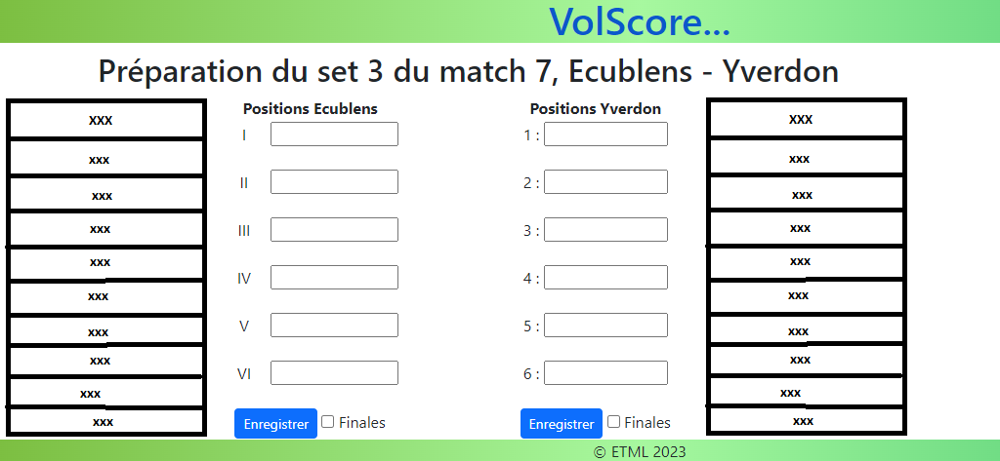 VolScore...
Préparation du set 3 du match 7, Ecublens - Yverdon
XXX
xxx
xxx
xxx
xxx
xxx
xxx
xxx
xxx
xxx
Positions Ecublens
I
II
III
IV
V
VI
Enregistrer Finales
Positions Yverdon
1 :
2 :
3 :
4 :
5 :
6 :
Enregistrer Finales
XXX
xxx
xxx
xxx
xxx
xxx
xxx
xxx
xxx
xxx
© ETML 2023